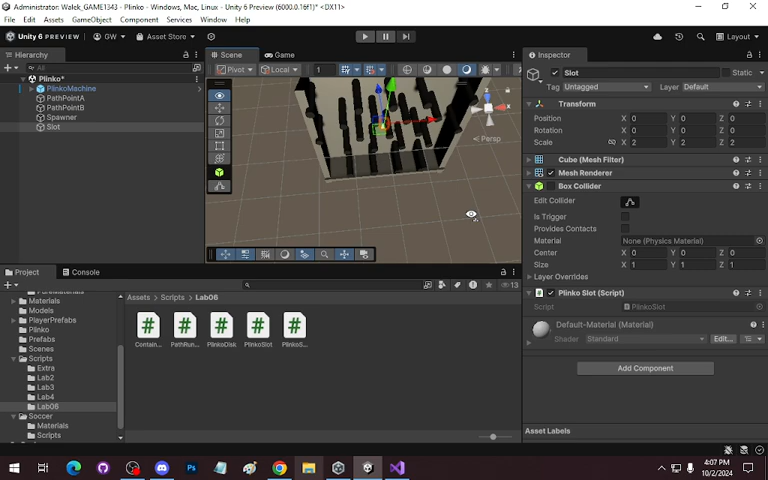 Administrator: Walek_GAME1343 - Plinko - Windows, Mac, Linux - Unity 6 Preview (6000.0.16f1)* <DX11>
File Edit Assets GameObject Component Services Window Help
Unity 6 PREVIEW GW Asset Store Layout
Hierarchy
All
Plinko*
PlinkoMachine
PathPointA
PathPointB
Spawner
Slot
Scene Game
Pivot Local 1
z
x
Persp
Inspector
Slot Static
Tag Untagged Layer Default
Transform
Position X 0 Y 0 Z 0
Rotation X 0 Y 0 Z 0
Scale X 2 Y 2 Z 2
Cube (Mesh Filter)
Mesh Renderer
Box Collider
Edit Collider
Is Trigger
Provides Contacts
Material None (Physics Material)
Center X 0 Y 0 Z 0
Size X 1 Y 1 Z 1
Layer Overrides
Plinko Slot (Script)
Script PlinkoSlot
Default-Material (Material)
Shader Standard Edit...
Add Component
Asset Labels
Project Console
13
Materials
Models
PlayerPrefabs
Plinko
Prefabs
Scenes
Scripts
Extra
Lab2
Lab3
Lab4
Lab06
Soccer
Materials
Scripts
Assets > Scripts > Lab06
Contain... PathRun... PlinkoDisk PlinkoSlot PlinkoS...
4:07 PM
10/2/2024